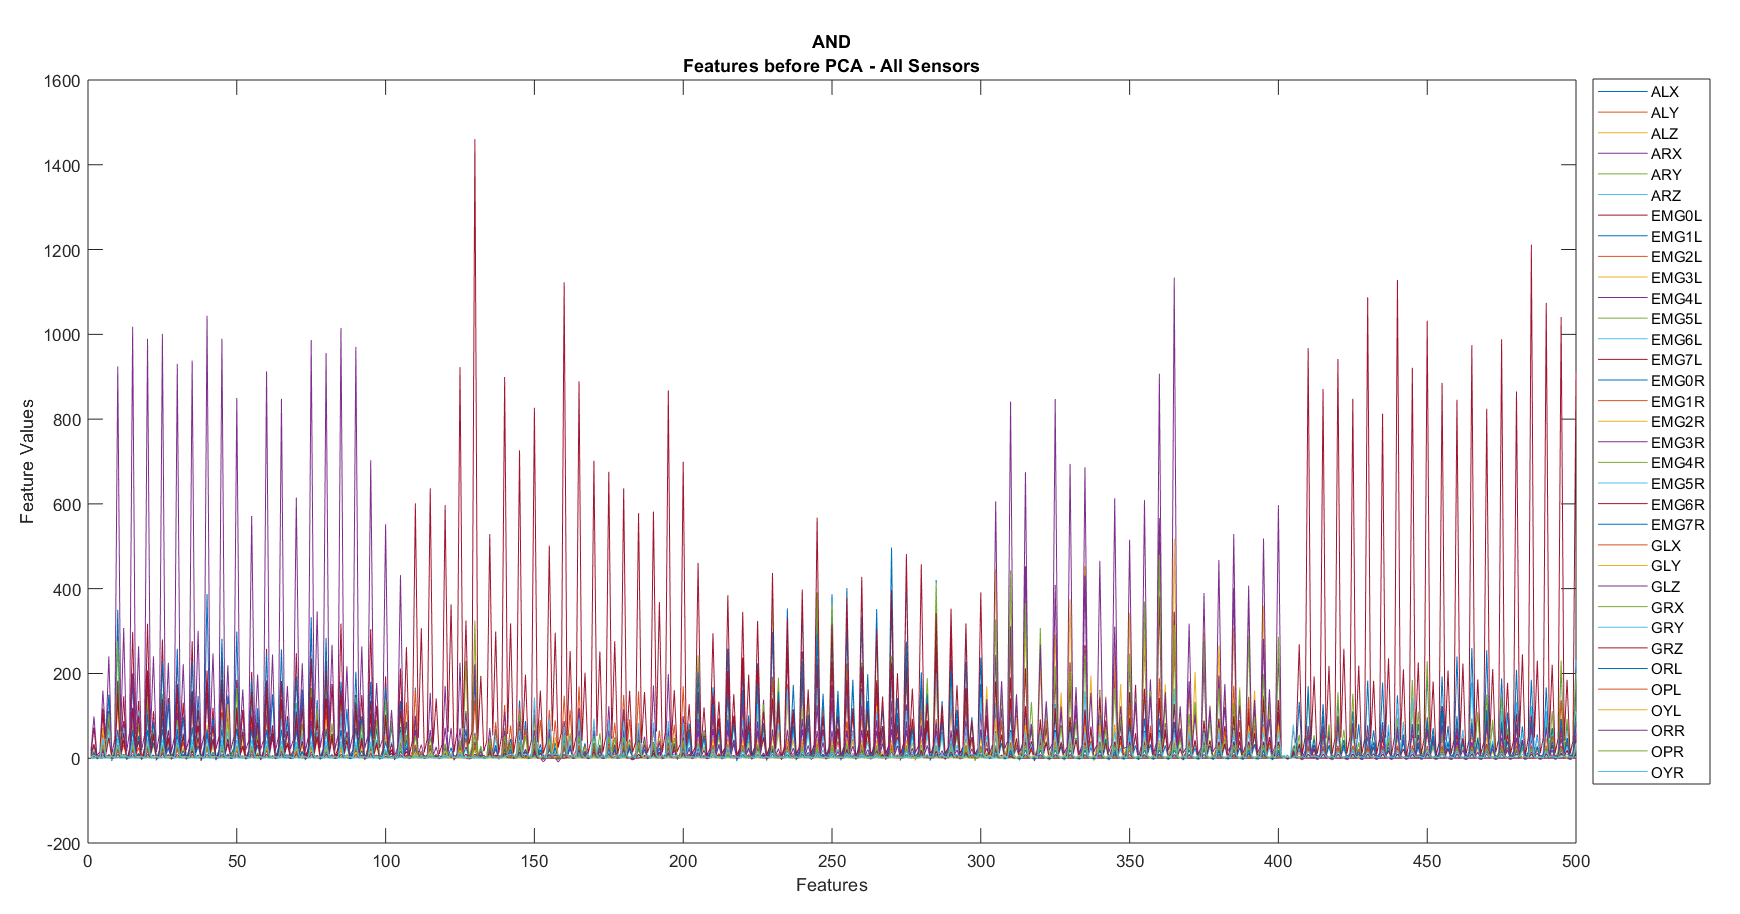 AND
Features before PCA - All Sensors
1600
1400
1200
1000
800
600
400
200
0
-200
Feature Values
0 50 100 150 200 250 300 350 400 450 500
Features
ALX
ALY
ALZ
ARX
ARY
ARZ
EMG0L
EMG1L
EMG2L
EMG3L
EMG4L
EMG5L
EMG6L
EMG7L
EMG0R
EMG1R
EMG2R
EMG3R
EMG4R
EMG5R
EMG6R
EMG7R
GLX
GLY
GLZ
GRX
GRY
GRZ
ORL
OPL
OYL
ORR
OPR
OYR